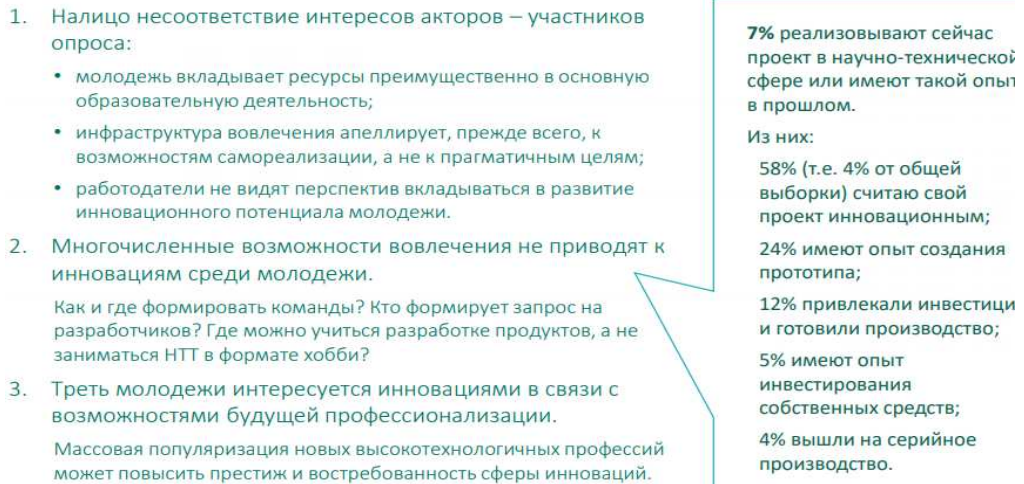 1. Налицо несоответствие интересов акторов – участников
опроса:
• молодежь вкладывает ресурсы преимущественно в основную
образовательную деятельность;
• инфраструктура вовлечения апеллирует, прежде всего, к
возможностям самореализации, а не к прагматичным целям;
• работодатели не видят перспектив вкладываться в развитие
инновационного потенциала молодежи.
2. Многочисленные возможности вовлечения не приводят к
инновациям среди молодежи.
Как и где формировать команды? Кто формирует запрос на
разработчиков? Где можно учиться разработке продуктов, а не
заниматься НТТ в формате хобби?
3. Треть молодежи интересуется инновациями в связи с
возможностями будущей профессионализации.
Массовая популяризация новых высокотехнологичных профессий
может повысить престиж и востребованность сферы инноваций.
7% реализовывают сейчас
проект в научно-технической
сфере или имеют такой опыт
в прошлом.
Из них:
58% (т.е. 4% от общей
выборки) считаю свой
проект инновационным;
24% имеют опыт создания
прототипа;
12% привлекали инвестици
и готовили производство;
5% имеют опыт
инвестирования
собственных средств;
4% вышли на серийное
производство.